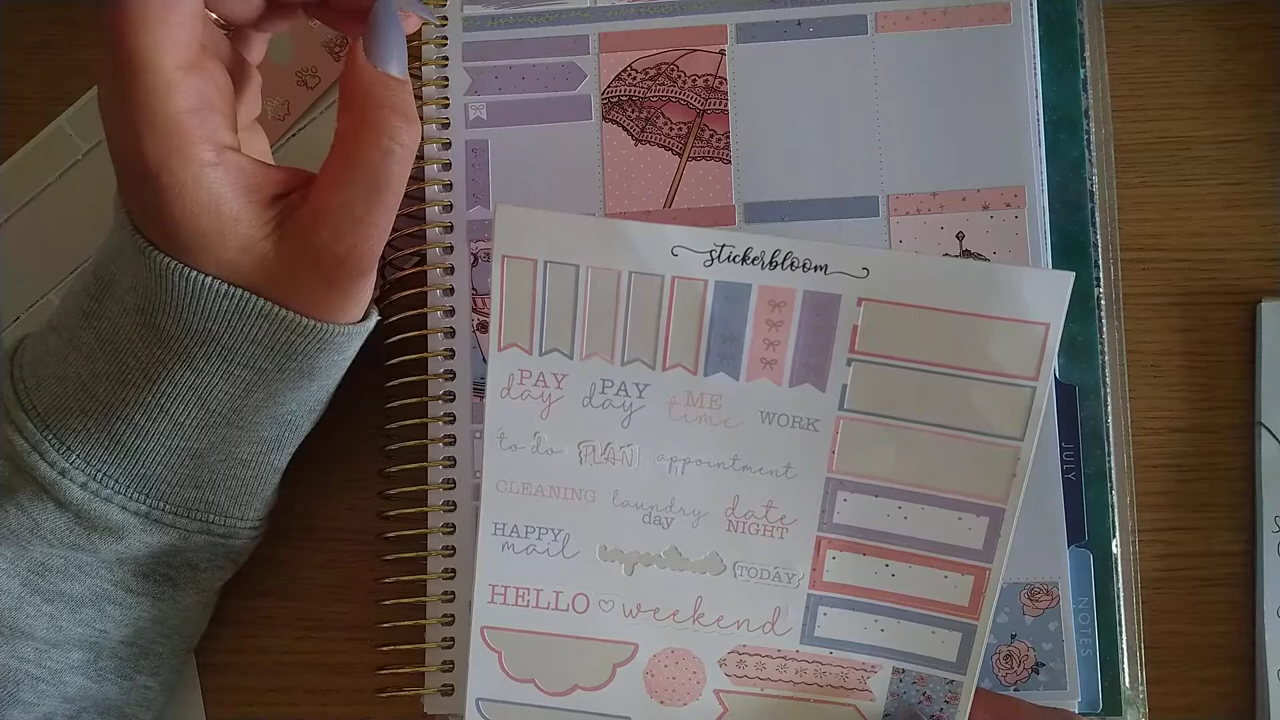 stickerbloom
PAY day
PAY day
ME time
WORK
to do
PLAN
appointment
CLEANING
laundry day
date NIGHT
HAPPY mail
TODAY
HELLO weekend
JULY
NOTES